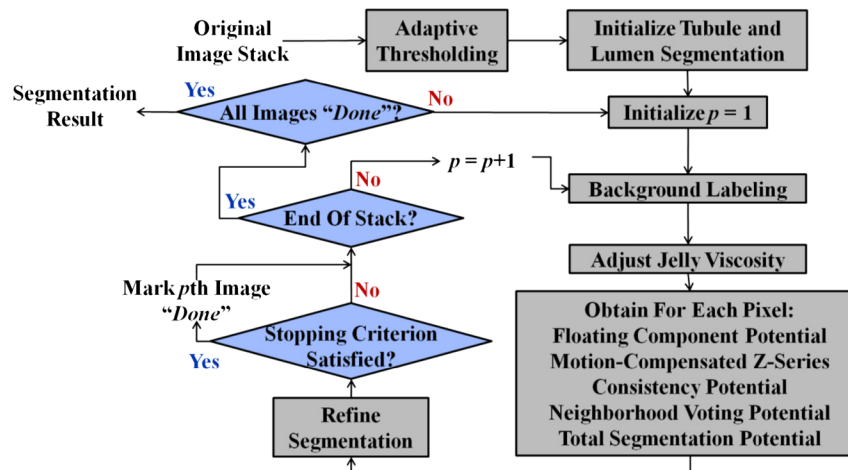 Original
Image Stack
Adaptive
Thresholding
Initialize Tubule and
Lumen Segmentation
Yes
Segmentation
Result
All Images “Done”?
No
Initialize p = 1
No
p = p+1
Background Labeling
Yes
End Of Stack?
Adjust Jelly Viscosity
Mark pth Image
“Done”
No
Obtain For Each Pixel:
Floating Component Potential
Motion-Compensated Z-Series
Consistency Potential
Neighborhood Voting Potential
Total Segmentation Potential
Stopping Criterion
Satisfied?
Yes
Refine
Segmentation